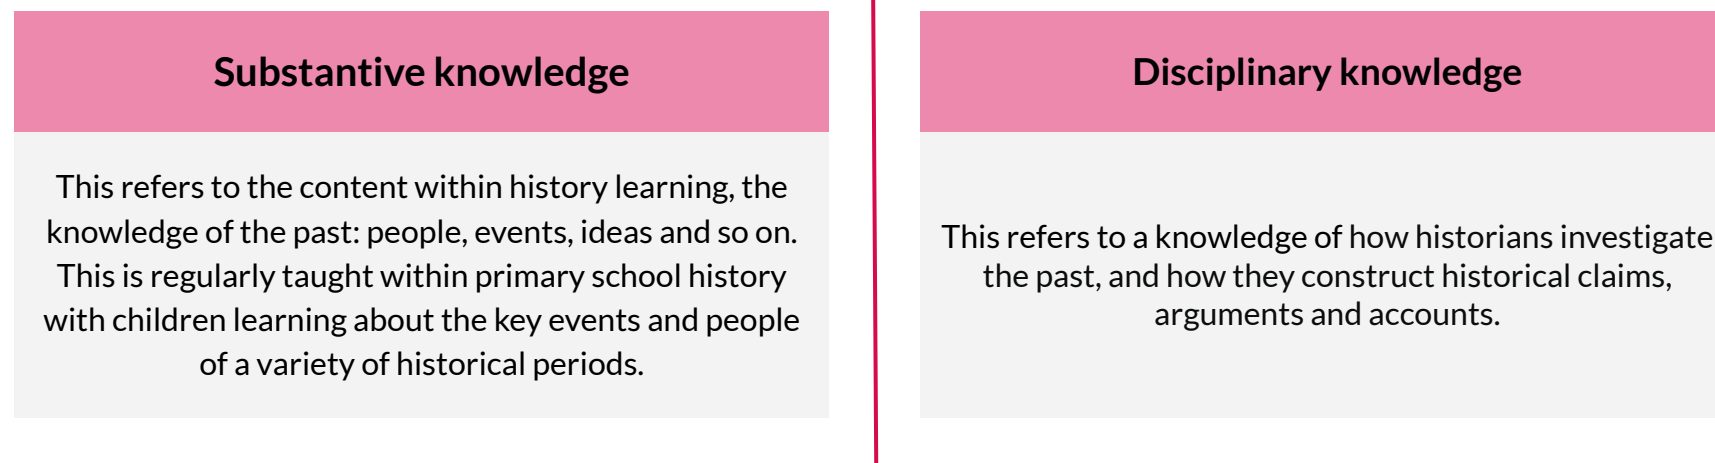 Substantive knowledge
This refers to the content within history learning, the
knowledge of the past: people, events, ideas and so on.
This is regularly taught within primary school history
with children learning about the key events and people
of a variety of historical periods.
Disciplinary knowledge
This refers to a knowledge of how historians investigate
the past, and how they construct historical claims,
arguments and accounts.